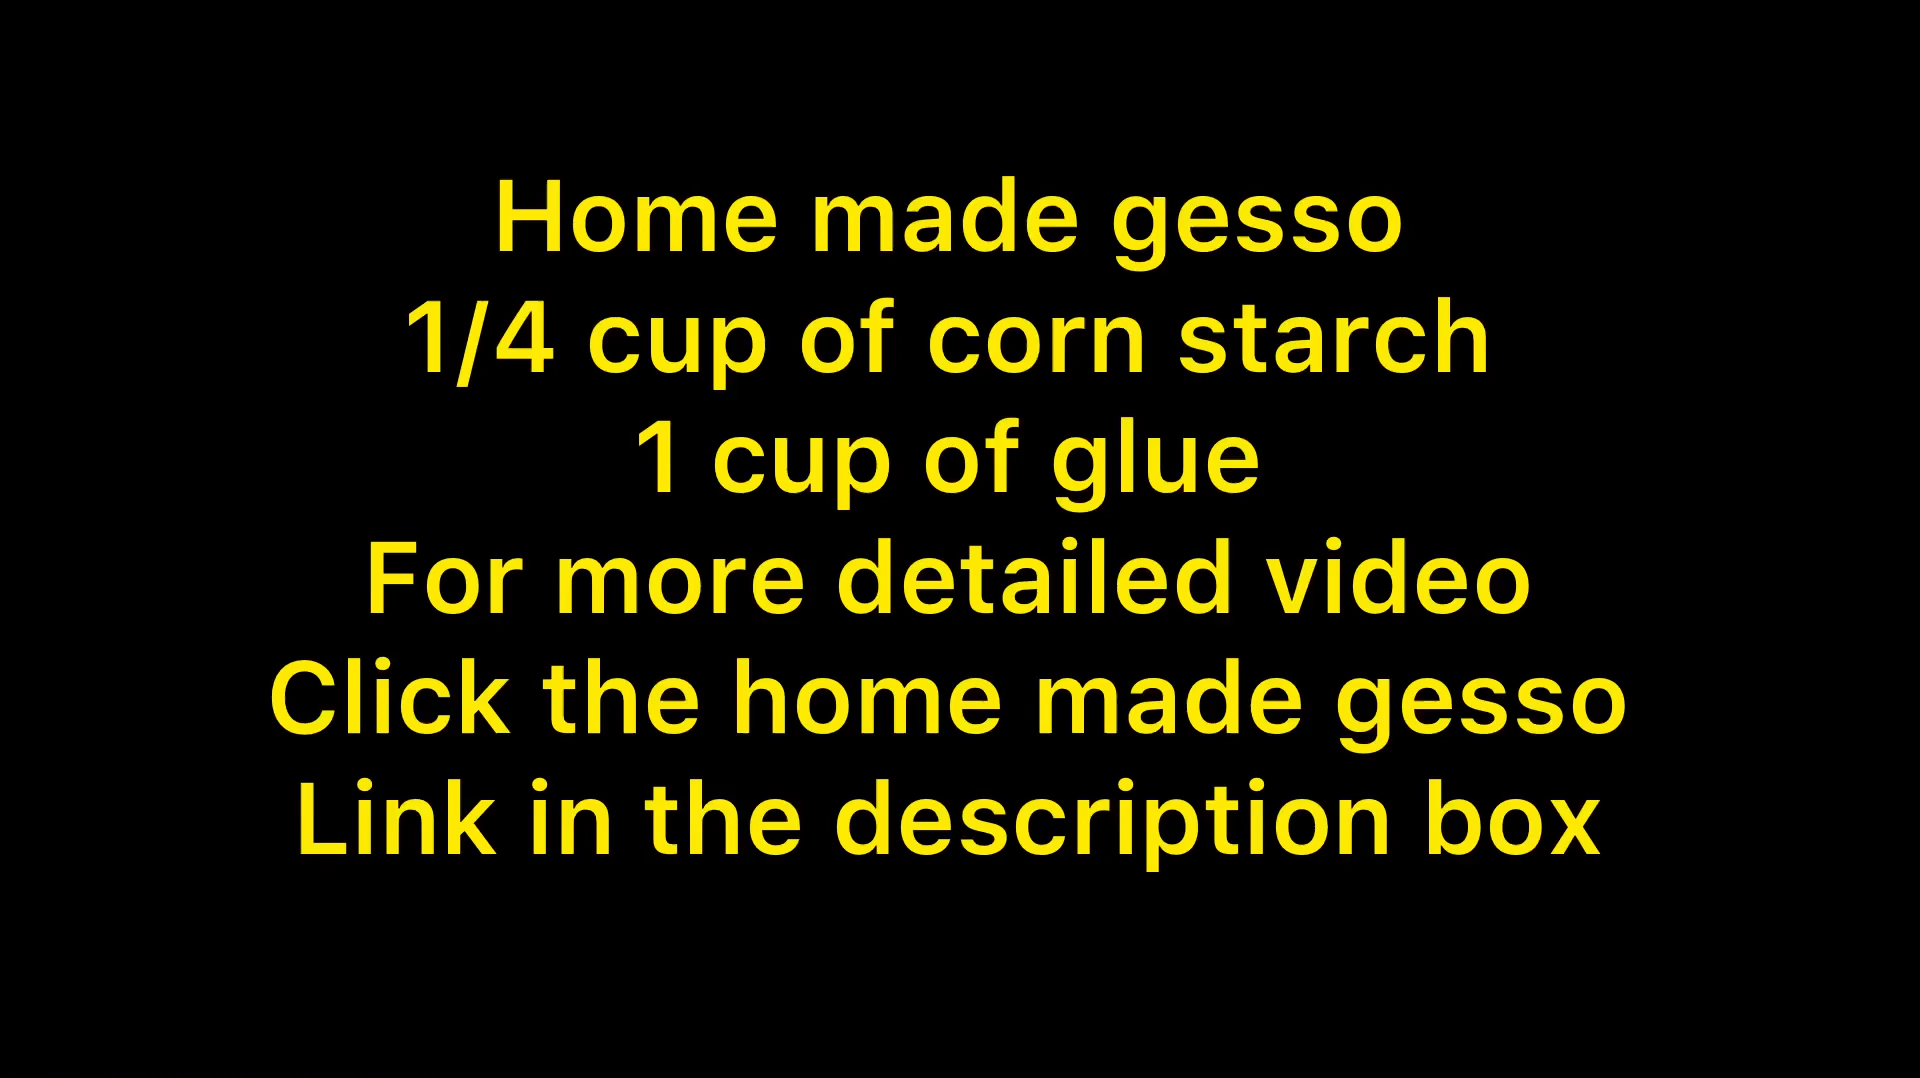 Home made gesso
1/4 cup of corn starch
1 cup of glue
For more detailed video
Click the home made gesso
Link in the description box